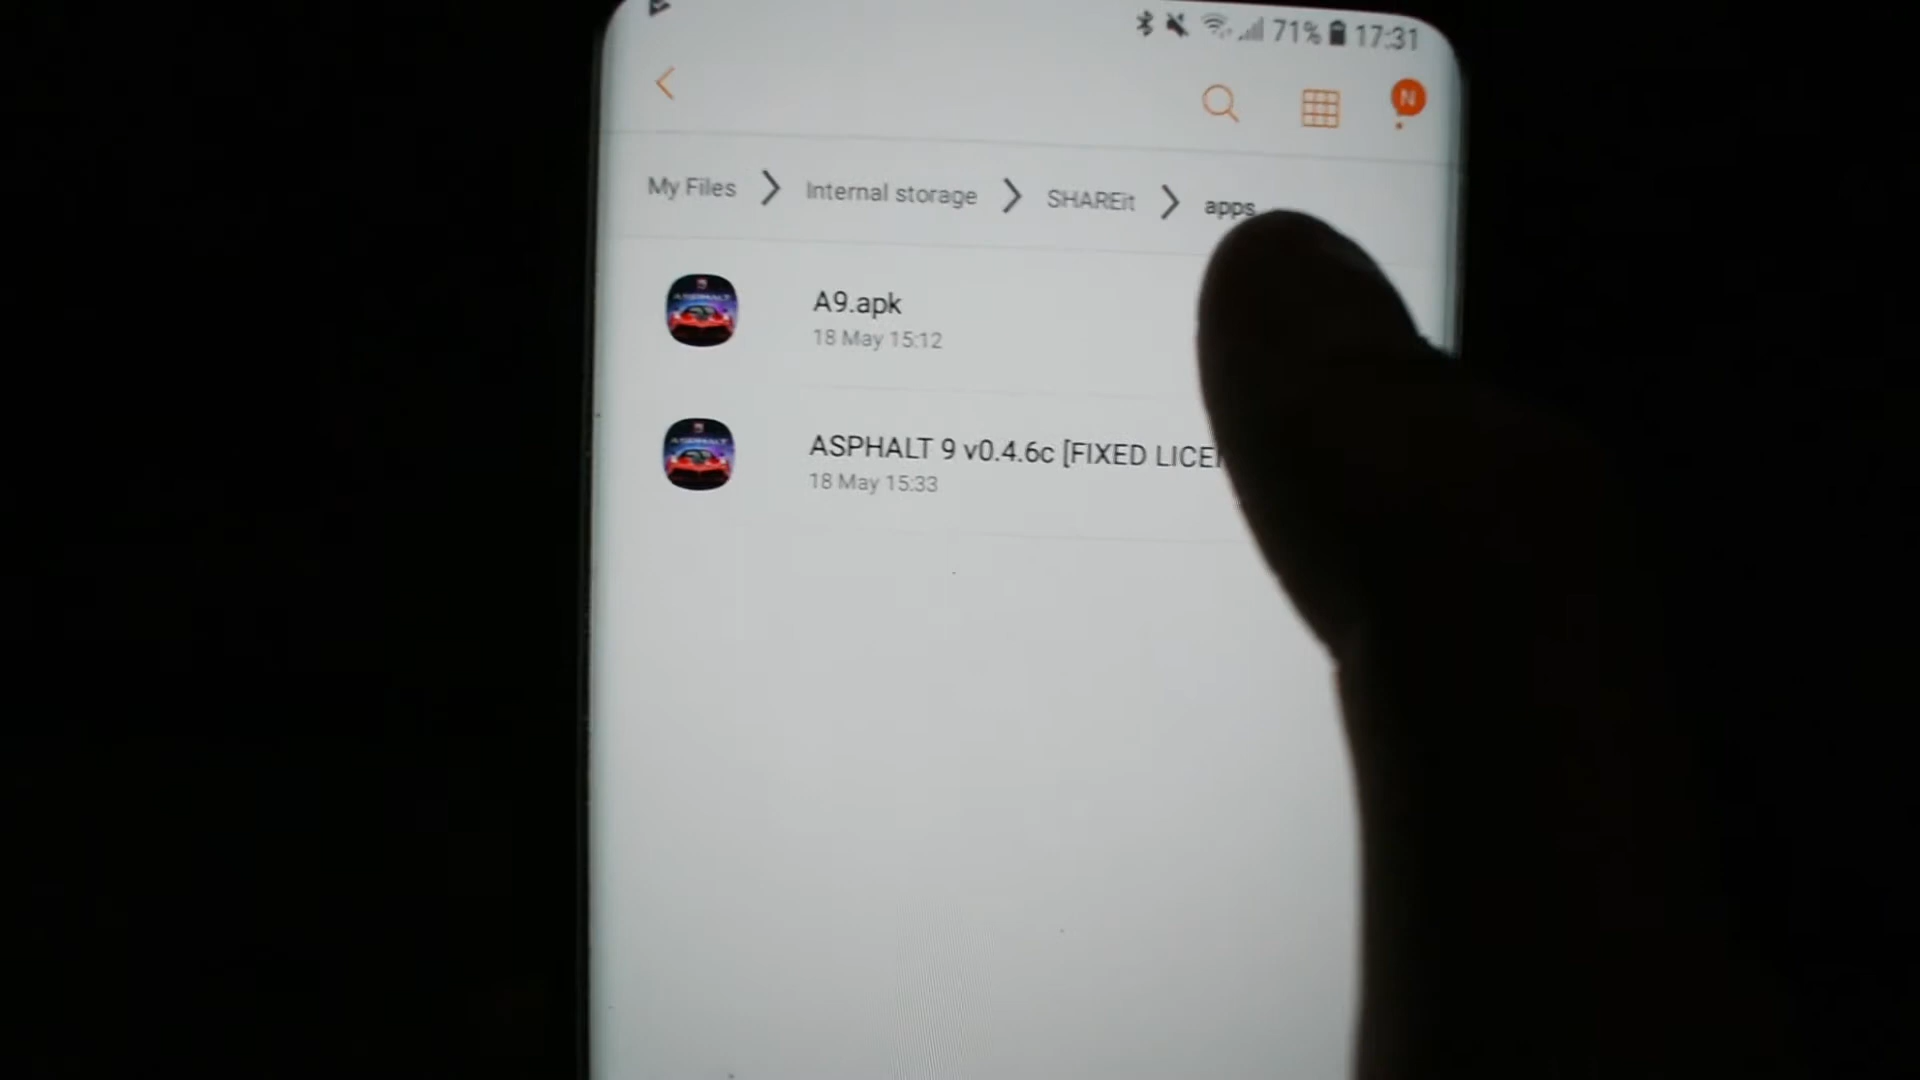 71% 17:31
N
My Files > Internal storage > SHAREit > apps
A9.apk
18 May 15:12
ASPHALT 9 v0.4.6c [FIXED LICE
18 May 15:33